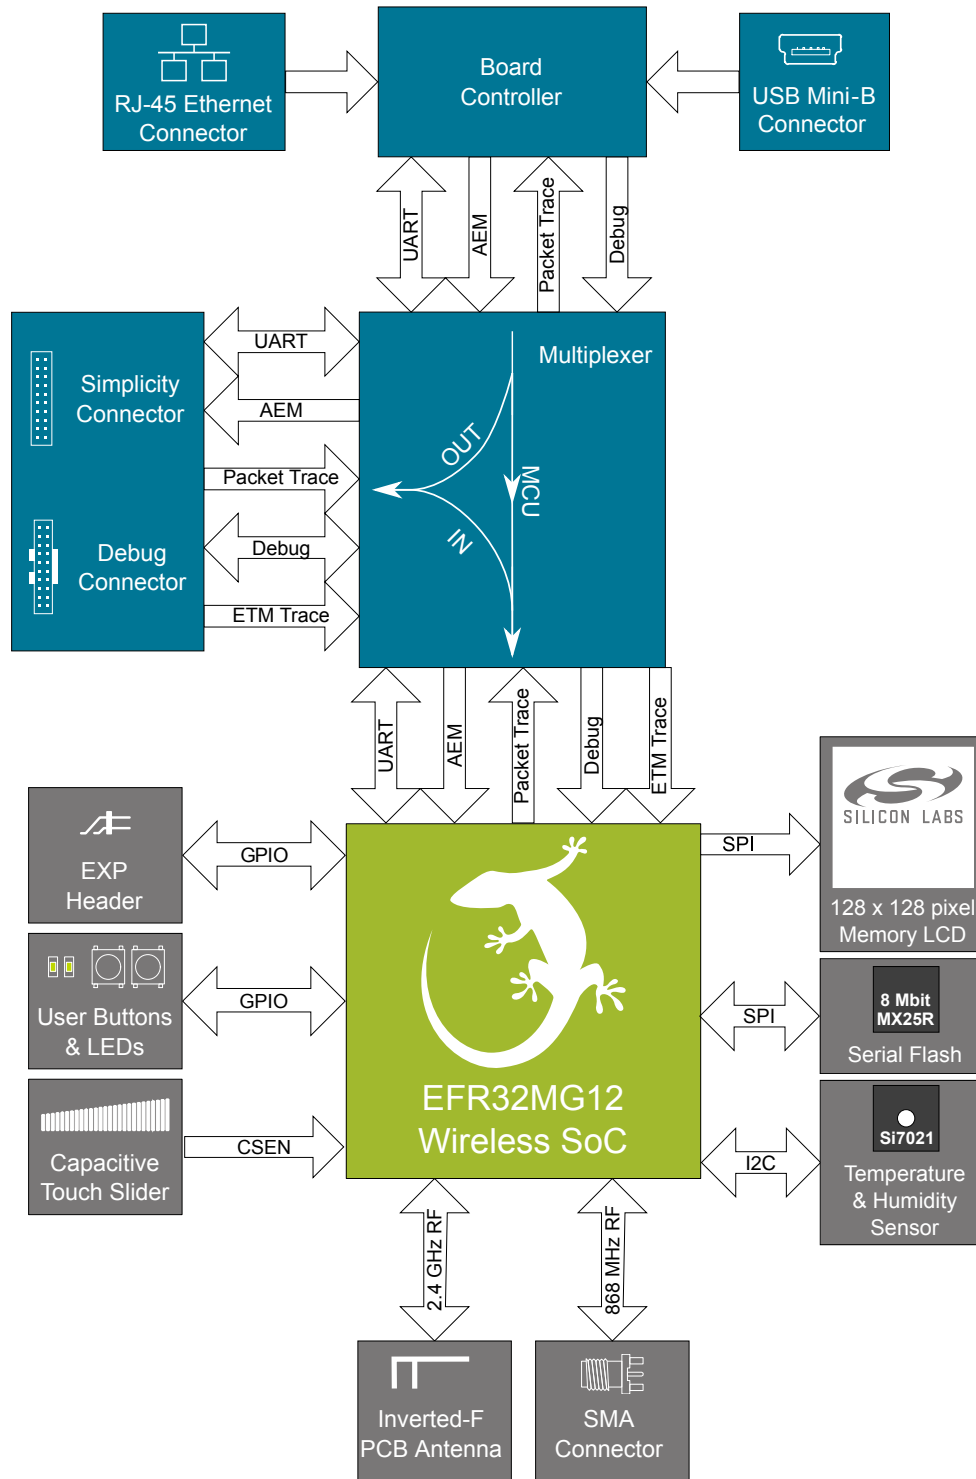 RJ-45 Ethernet
Connector
Board
Controller
USB Mini-B
Connector
UART
AEM
Packet Trace
Debug
Simplicity
Connector
Debug
Connector
UART
AEM
Packet Trace
Debug
ETM Trace
Multiplexer
OUT
MCU
IN
UART
AEM
Packet Trace
Debug
ETM Trace
EXP
Header
GPIO
User Buttons
& LEDs
GPIO
Capacitive
Touch Slider
CSEN
EFR32MG12
Wireless SoC
SPI
SILICON LABS
128 x 128 pixel
Memory LCD
SPI
8 Mbit
MX25R
Serial Flash
I2C
Si7021
Temperature
& Humidity
Sensor
2.4 GHz RF
868 MHz RF
Inverted-F
PCB Antenna
SMA
Connector